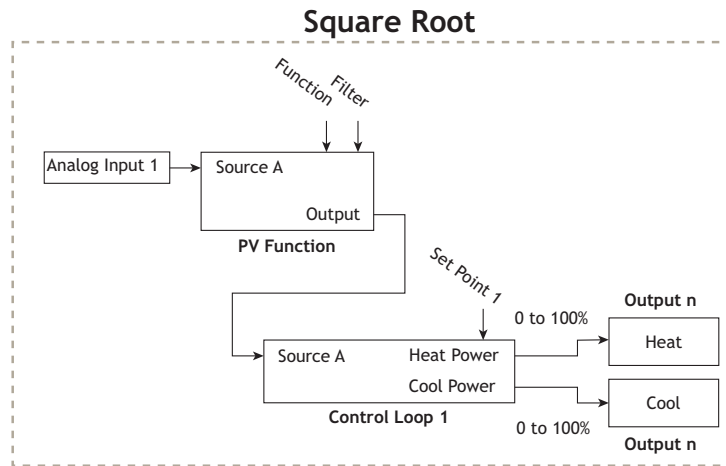 Square Root
Function
Filter
Analog Input 1
Source A
Output
PV Function
Set Point 1
0 to 100%
Output n
Source A
Heat Power
Heat
Cool Power
Cool
Control Loop 1
0 to 100%
Output n